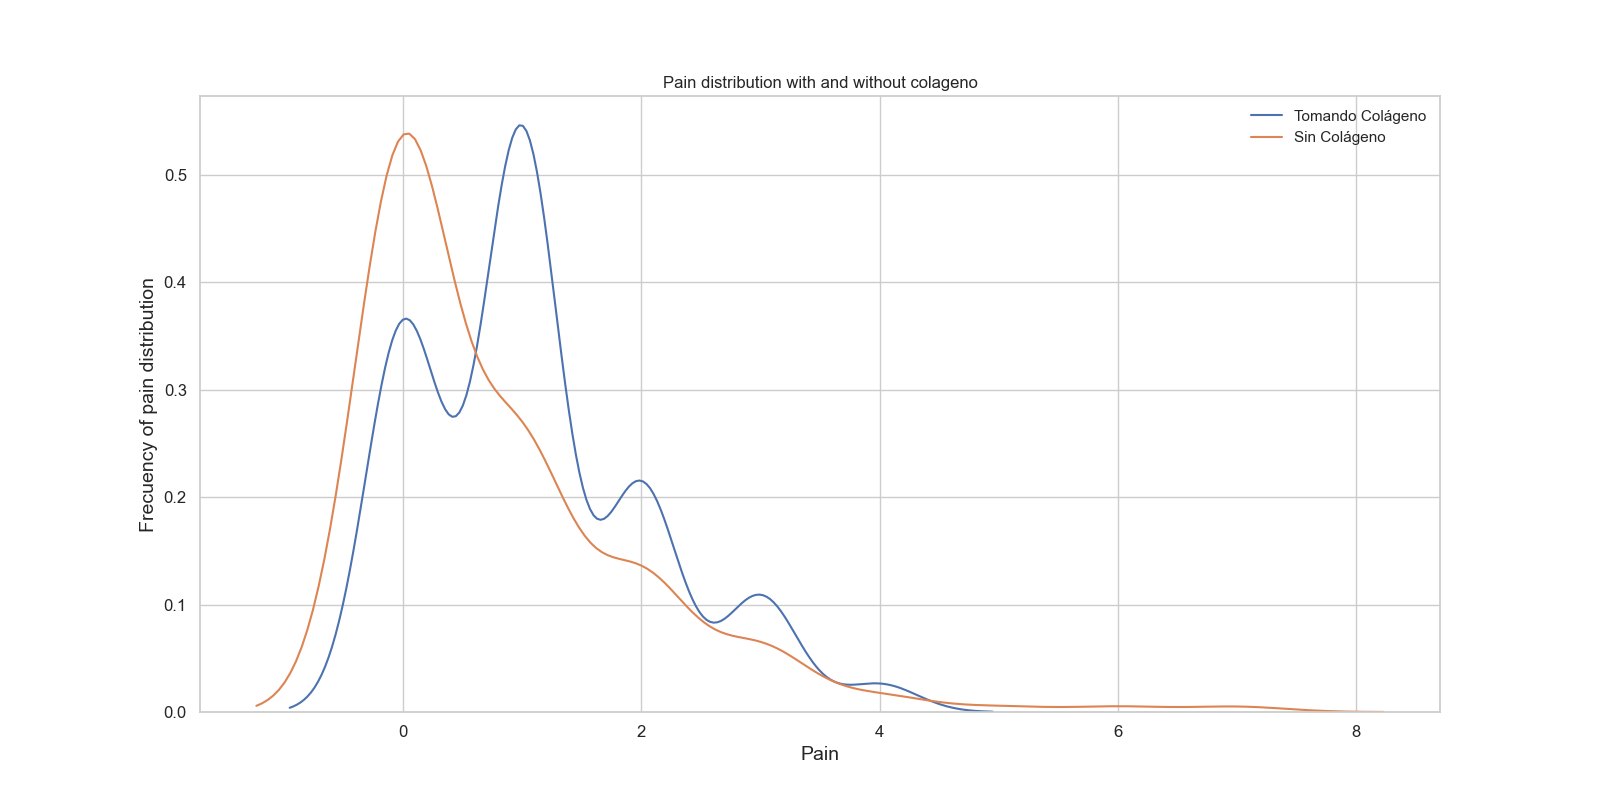 Pain distribution with and without colageno
Tomando Colágeno
Sin Colágeno
Frecuency of pain distribution
0.5
0.4
0.3
0.2
0.1
0.0
0 2 4 6 8
Pain